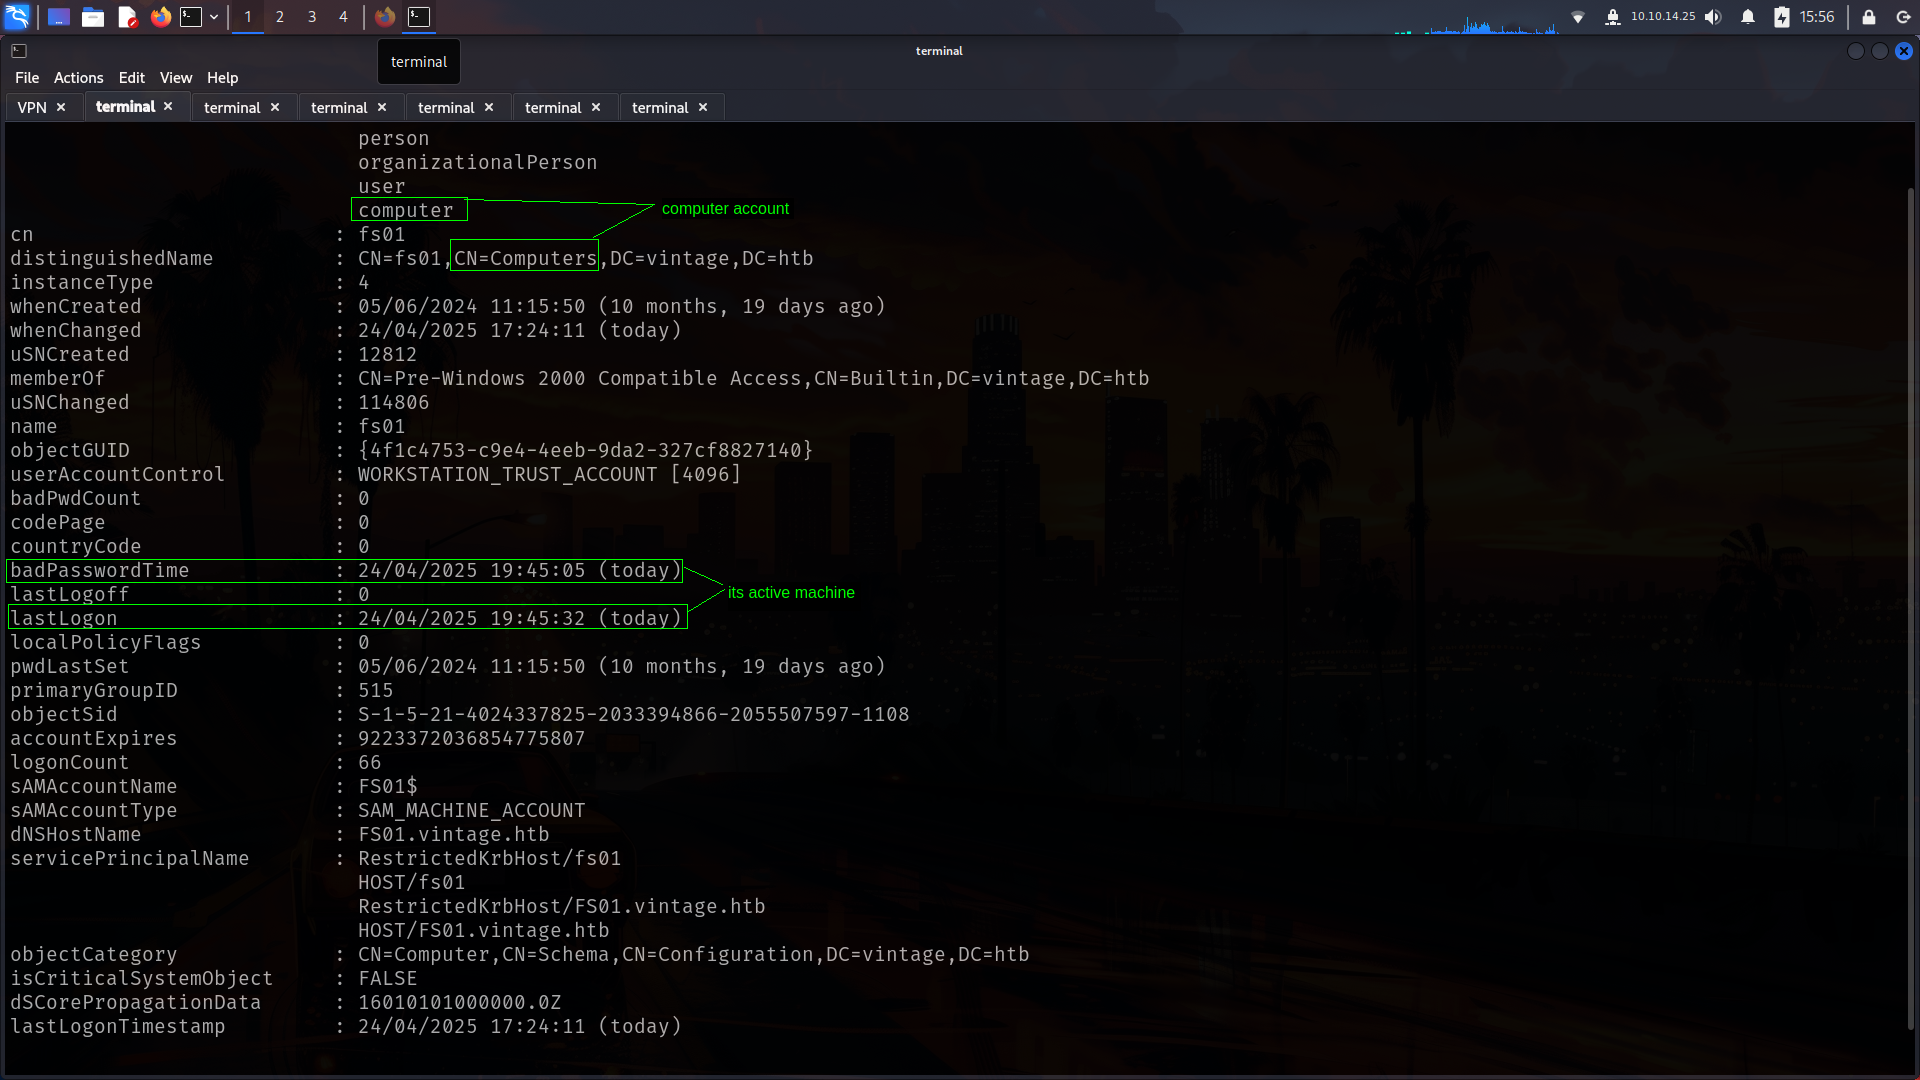 1 2 3 4
10.10.14.25 15:56
terminal
terminal
File Actions Edit View Help
VPN × terminal × terminal × terminal × terminal × terminal × terminal ×
person
organizationalPerson
user
computer
computer account
cn : fs01
distinguishedName : CN=fs01,CN=Computers,DC=vintage,DC=htb
instanceType : 4
whenCreated : 05/06/2024 11:15:50 (10 months, 19 days ago)
whenChanged : 24/04/2025 17:24:11 (today)
uSNCreated : 12812
memberOf : CN=Pre-Windows 2000 Compatible Access,CN=Builtin,DC=vintage,DC=htb
uSNChanged : 114806
name : fs01
objectGUID : {4f1c4753-c9e4-4eeb-9da2-327cf8827140}
userAccountControl : WORKSTATION_TRUST_ACCOUNT [4096]
badPwdCount : 0
codePage : 0
countryCode : 0
badPasswordTime : 24/04/2025 19:45:05 (today)
lastLogoff : 0
its active machine
lastLogon : 24/04/2025 19:45:32 (today)
localPolicyFlags : 0
pwdLastSet : 05/06/2024 11:15:50 (10 months, 19 days ago)
primaryGroupID : 515
objectSid : S-1-5-21-4024337825-2033394866-2055507597-1108
accountExpires : 9223372036854775807
logonCount : 66
sAMAccountName : FS01$
sAMAccountType : SAM_MACHINE_ACCOUNT
dNSHostName : FS01.vintage.htb
servicePrincipalName : RestrictedKrbHost/fs01
HOST/fs01
RestrictedKrbHost/FS01.vintage.htb
HOST/FS01.vintage.htb
objectCategory : CN=Computer,CN=Schema,CN=Configuration,DC=vintage,DC=htb
isCriticalSystemObject : FALSE
dSCorePropagationData : 16010101000000.0Z
lastLogonTimestamp : 24/04/2025 17:24:11 (today)